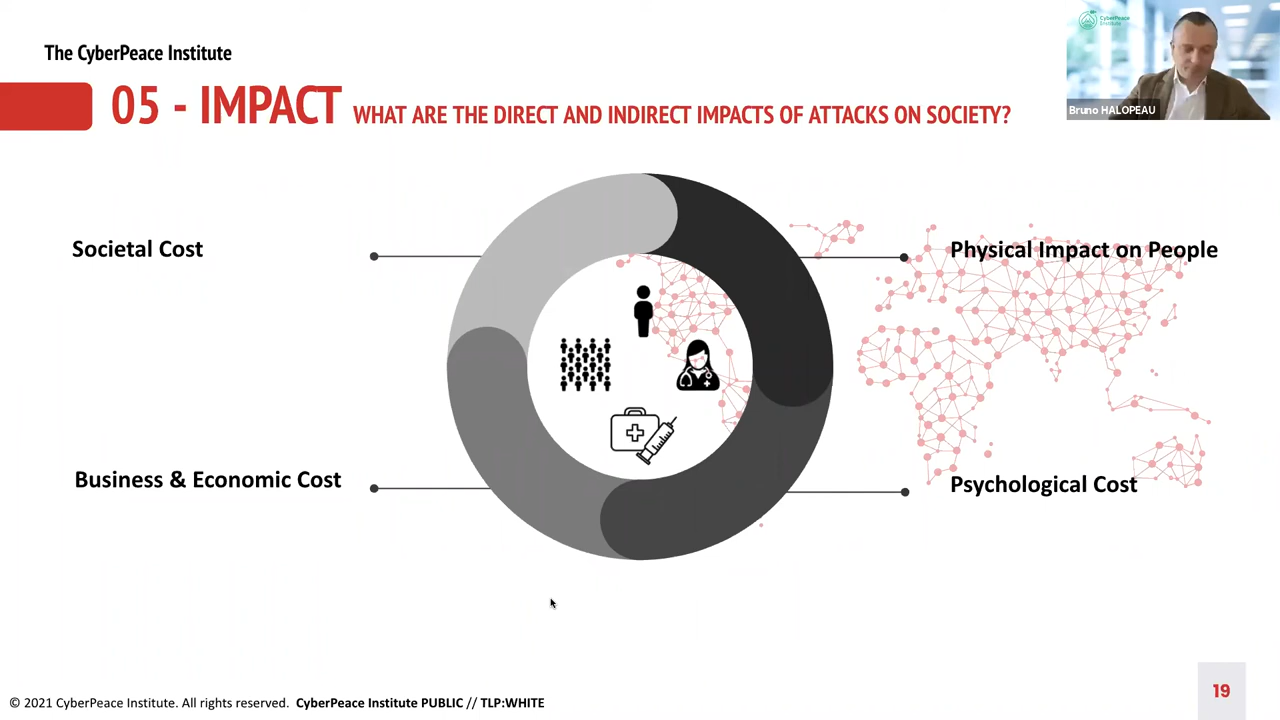 The CyberPeace Institute
CyberPeace
Institute
05 - IMPACT WHAT ARE THE DIRECT AND INDIRECT IMPACTS OF ATTACKS ON SOCIETY?
Bruno HALOPEAU
Societal Cost
Physical Impact on People
Business & Economic Cost
Psychological Cost
19
© 2021 CyberPeace Institute. All rights reserved. CyberPeace Institute PUBLIC // TLP:WHITE